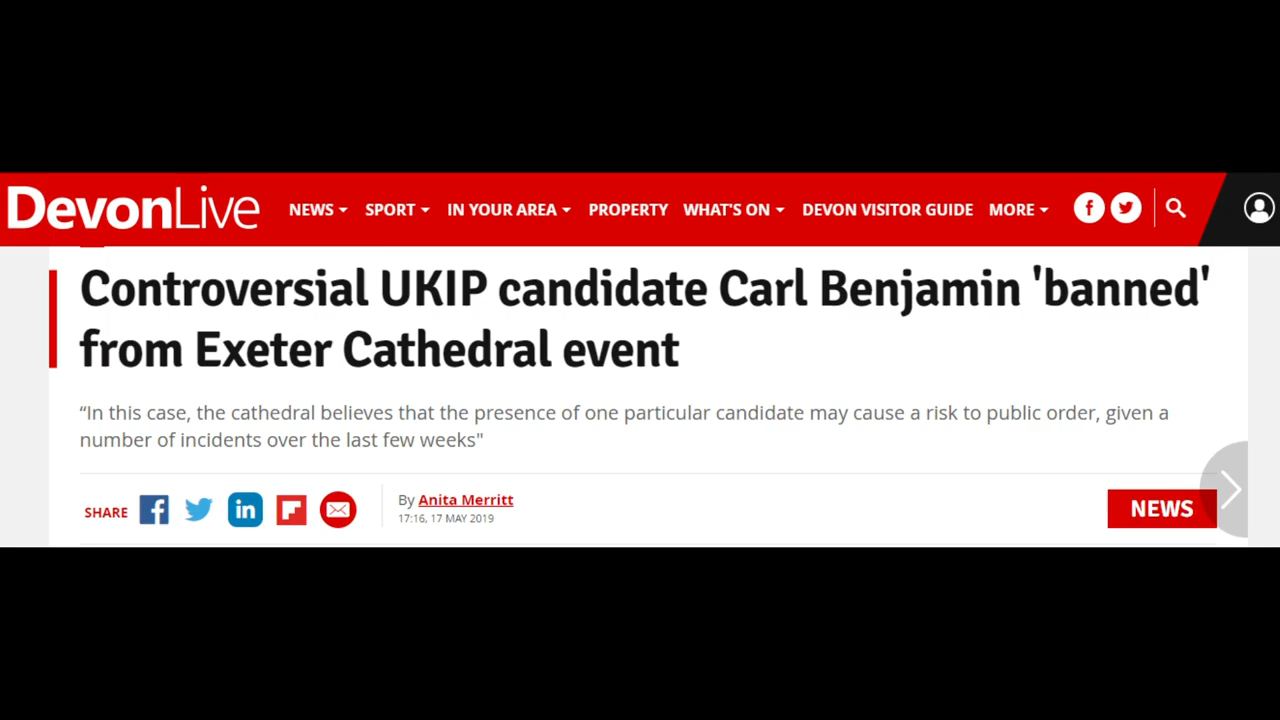 DevonLive NEWS SPORT IN YOUR AREA PROPERTY WHAT'S ON DEVON VISITOR GUIDE MORE
Controversial UKIP candidate Carl Benjamin 'banned'
from Exeter Cathedral event
“In this case, the cathedral believes that the presence of one particular candidate may cause a risk to public order, given a
number of incidents over the last few weeks"
SHARE
By Anita Merritt
17:16, 17 MAY 2019
NEWS